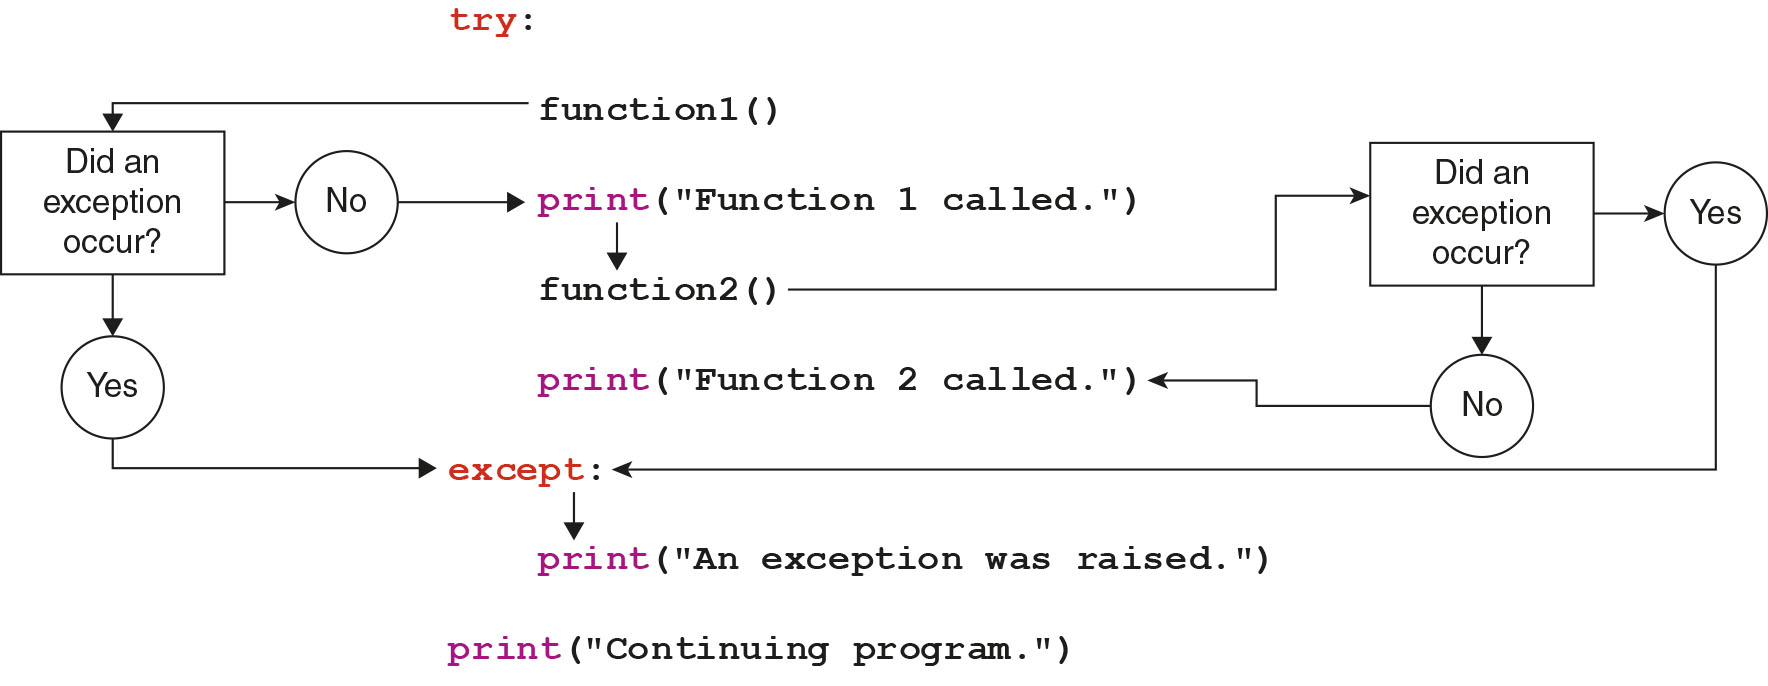 try:
function1()
Did an
exception
occur?
No
print("Function 1 called.")
Did an
exception
occur?
Yes
function2()
Yes
print("Function 2 called.")
No
except:
print("An exception was raised.")
print("Continuing program.")